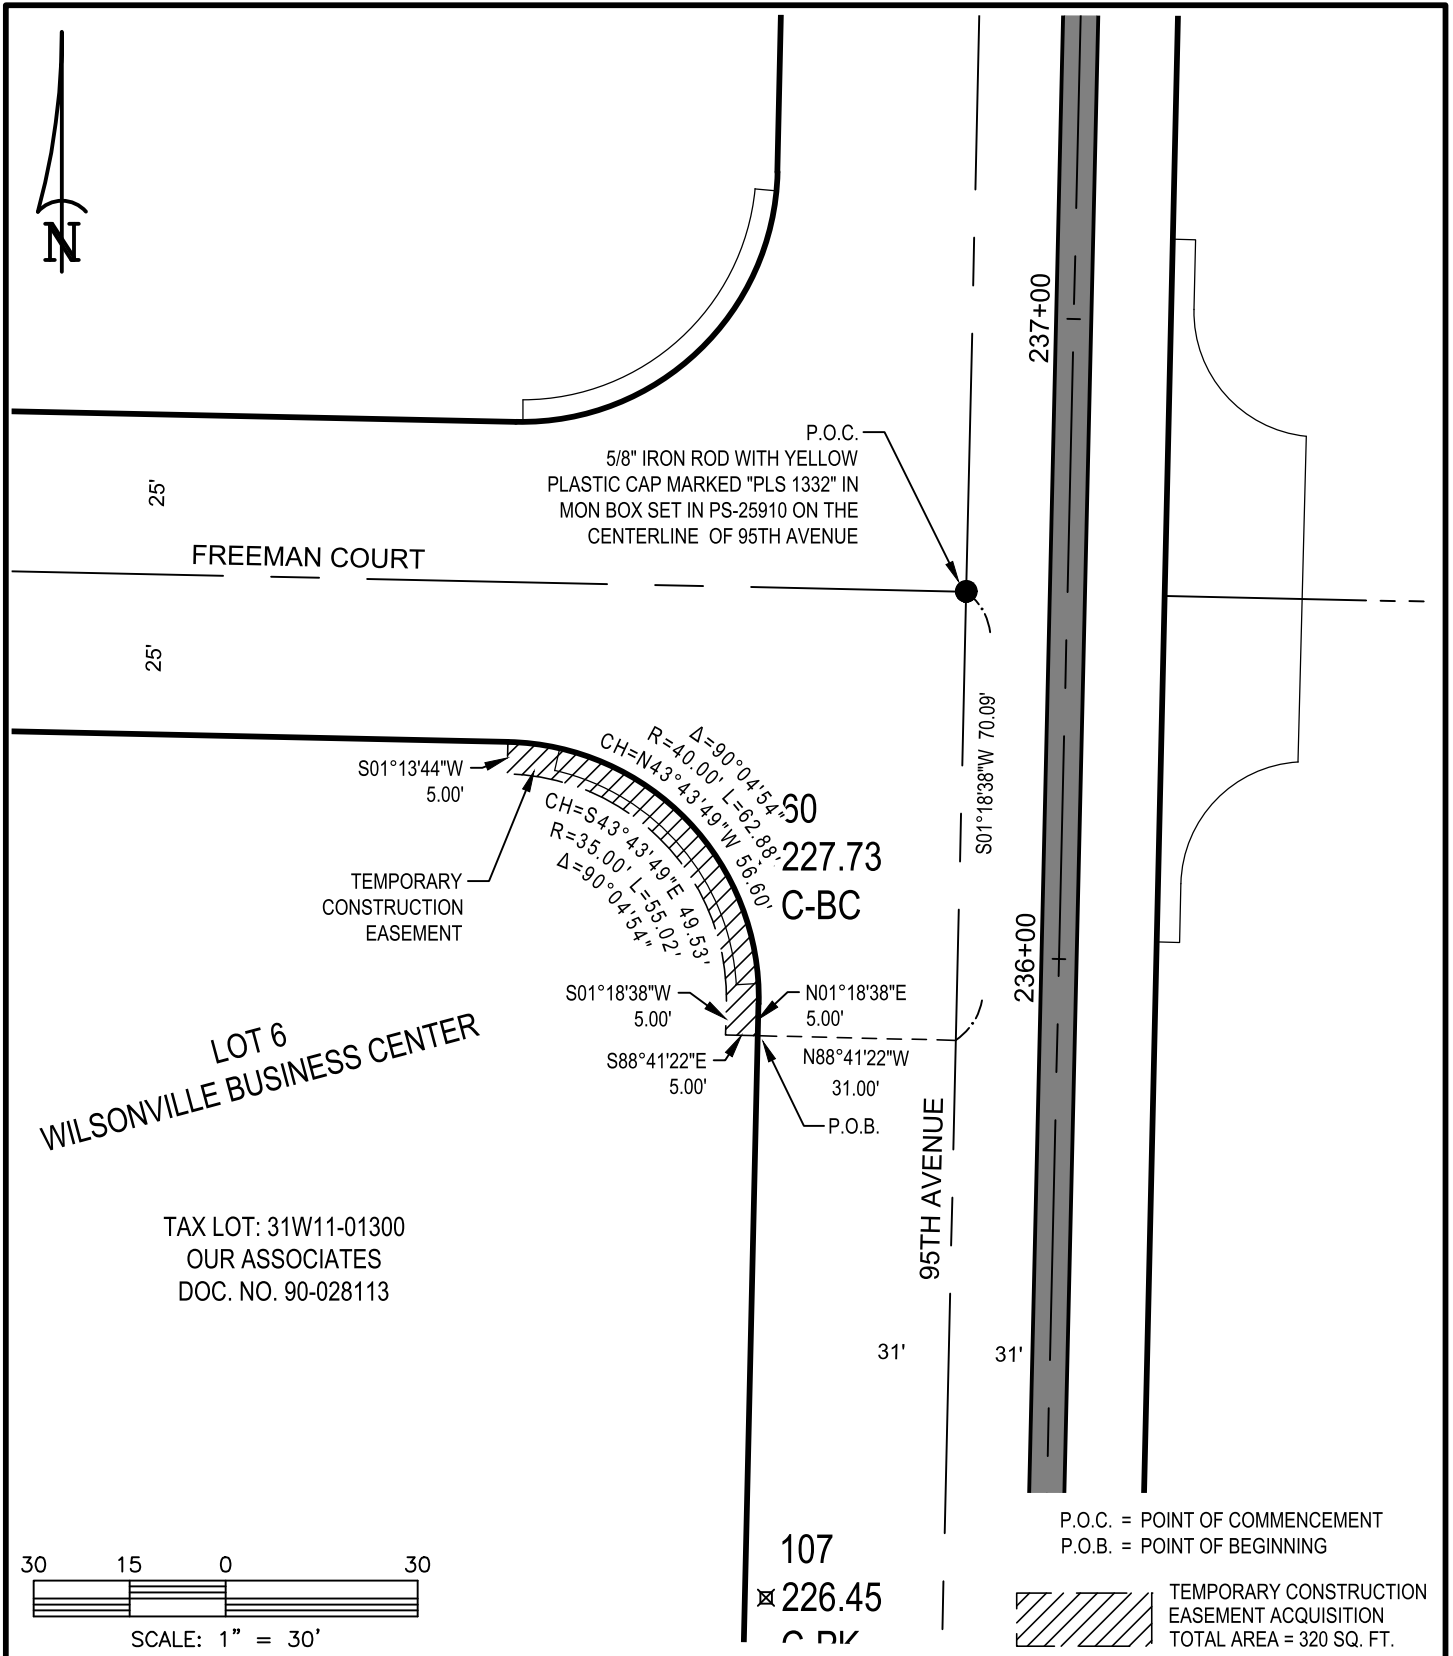 N
237+00
P.O.C.
5/8" IRON ROD WITH YELLOW
PLASTIC CAP MARKED "PLS 1332" IN
MON BOX SET IN PS-25910 ON THE
CENTERLINE OF 95TH AVENUE
25'
FREEMAN COURT
25'
S01°18'38"W 70.09'
Δ=90°04'54"
R=40.00' L=62.88'
CH=N43°43'49"W 56.60'
S01°13'44"W
5.00'
CH=S43°43'49"E 49.53'
R=35.00' L=55.02'
Δ=90°04'54"
60
227.73
C-BC
TEMPORARY
CONSTRUCTION
EASEMENT
236+00
S01°18'38"W
5.00'
N01°18'38"E
5.00'
S88°41'22"E
5.00'
N88°41'22"W
31.00'
P.O.B.
LOT 6
WILSONVILLE BUSINESS CENTER
95TH AVENUE
TAX LOT: 31W11-01300
OUR ASSOCIATES
DOC. NO. 90-028113
31'
31'
P.O.C. = POINT OF COMMENCEMENT
P.O.B. = POINT OF BEGINNING
107
226.45
C-PK
30 15 0 30
SCALE: 1" = 30'
TEMPORARY CONSTRUCTION
EASEMENT ACQUISITION
TOTAL AREA = 320 SQ. FT.